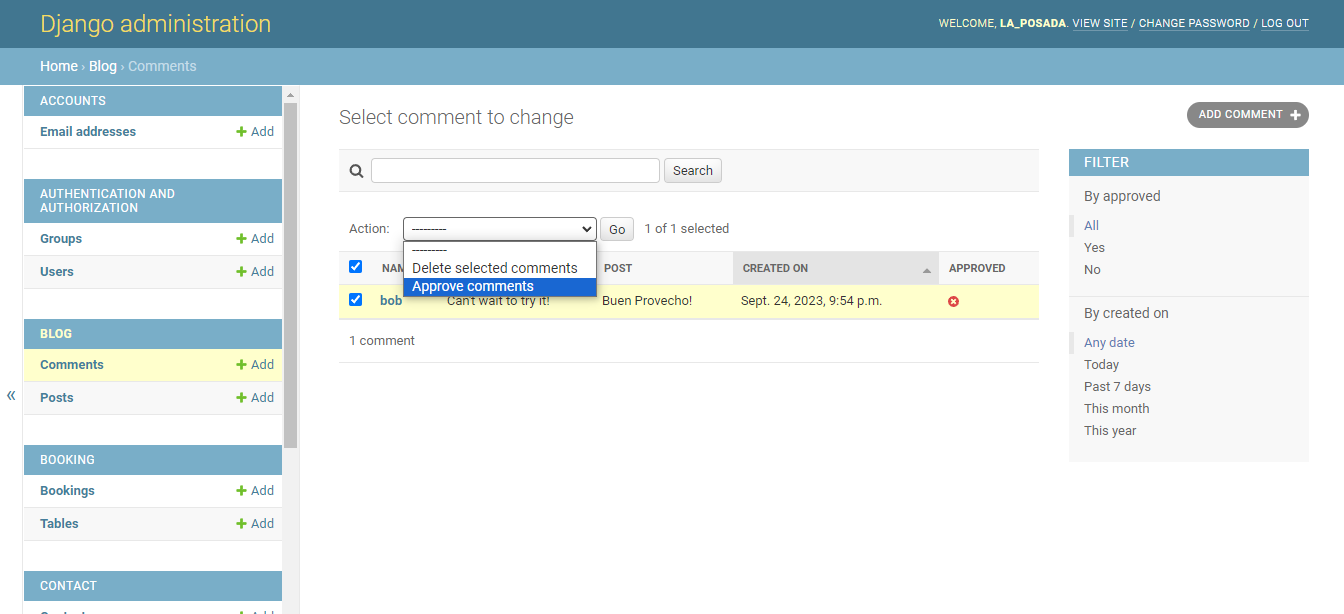 Django administration
WELCOME, LA_POSADA. VIEW SITE / CHANGE PASSWORD / LOG OUT
Home › Blog › Comments
ACCOUNTS
Email addresses + Add
AUTHENTICATION AND
AUTHORIZATION
Groups + Add
Users + Add
BLOG
Comments + Add
Posts + Add
«
BOOKING
Bookings + Add
Tables + Add
CONTACT
Select comment to change
ADD COMMENT +
Search
Action: --------- Go 1 of 1 selected
---------
Delete selected comments
Approve comments
POST CREATED ON APPROVED
bob Can't wait to try it! Buen Provecho! Sept. 24, 2023, 9:54 p.m.
1 comment
FILTER
By approved
All
Yes
No
By created on
Any date
Today
Past 7 days
This month
This year